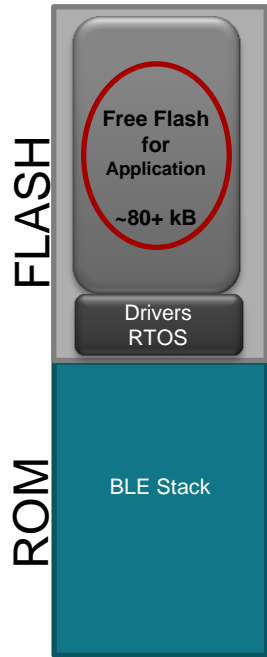 FLASH
Free Flash
for
Application
~80+ kB
Drivers
RTOS
ROM
BLE Stack